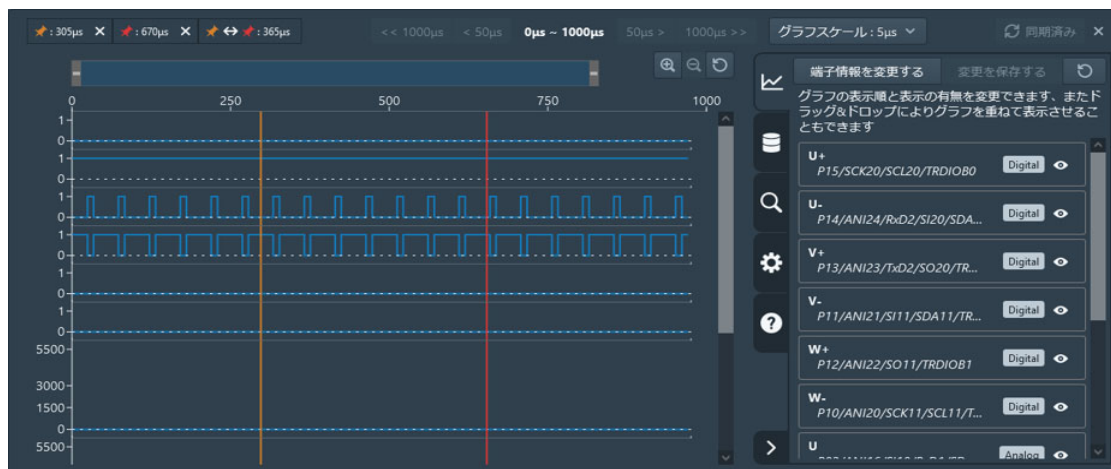 : 305μs × : 670μs × ↔ : 365μs << 1000μs < 50μs 0μs ~ 1000μs 50μs > 1000μs >> グラフスケール : 5μs 同期済み ×
端子情報を変更する 変更を保存する
グラフの表示順と表示の有無を変更できます、またド
ラッグ&ドロップによりグラフを重ねて表示させるこ
ともできます
0 250 500 750 1000
1
0
1
0
1
0
1
0
1
0
1
0
5500
3000
1500
0
5500
U+
P15/SCK20/SCL20/TRDIOB0
Digital
U-
P14/ANI24/RxD2/SI20/SDA...
Digital
V+
P13/ANI23/TxD2/SO20/TR...
Digital
V-
P11/ANI21/SI11/SDA11/TR...
Digital
W+
P12/ANI22/SO11/TRDIOB1
Digital
W-
P10/ANI20/SCK11/SCL11/T...
Digital
U
Analog